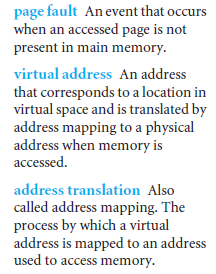 page fault An event that occurs
when an accessed page is not
present in main memory.
virtual address An address
that corresponds to a location in
virtual space and is translated by
address mapping to a physical
address when memory is
accessed.
address translation Also
called address mapping. The
process by which a virtual
address is mapped to an address
used to access memory.